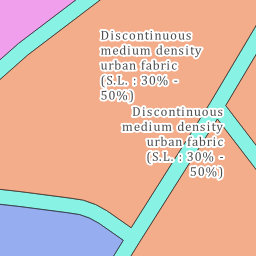 Discontinuous
medium density
urban fabric
(S.L. : 30% -
50%)
Discontinuous
medium density
urban fabric
(S.L. : 30% -
50%)